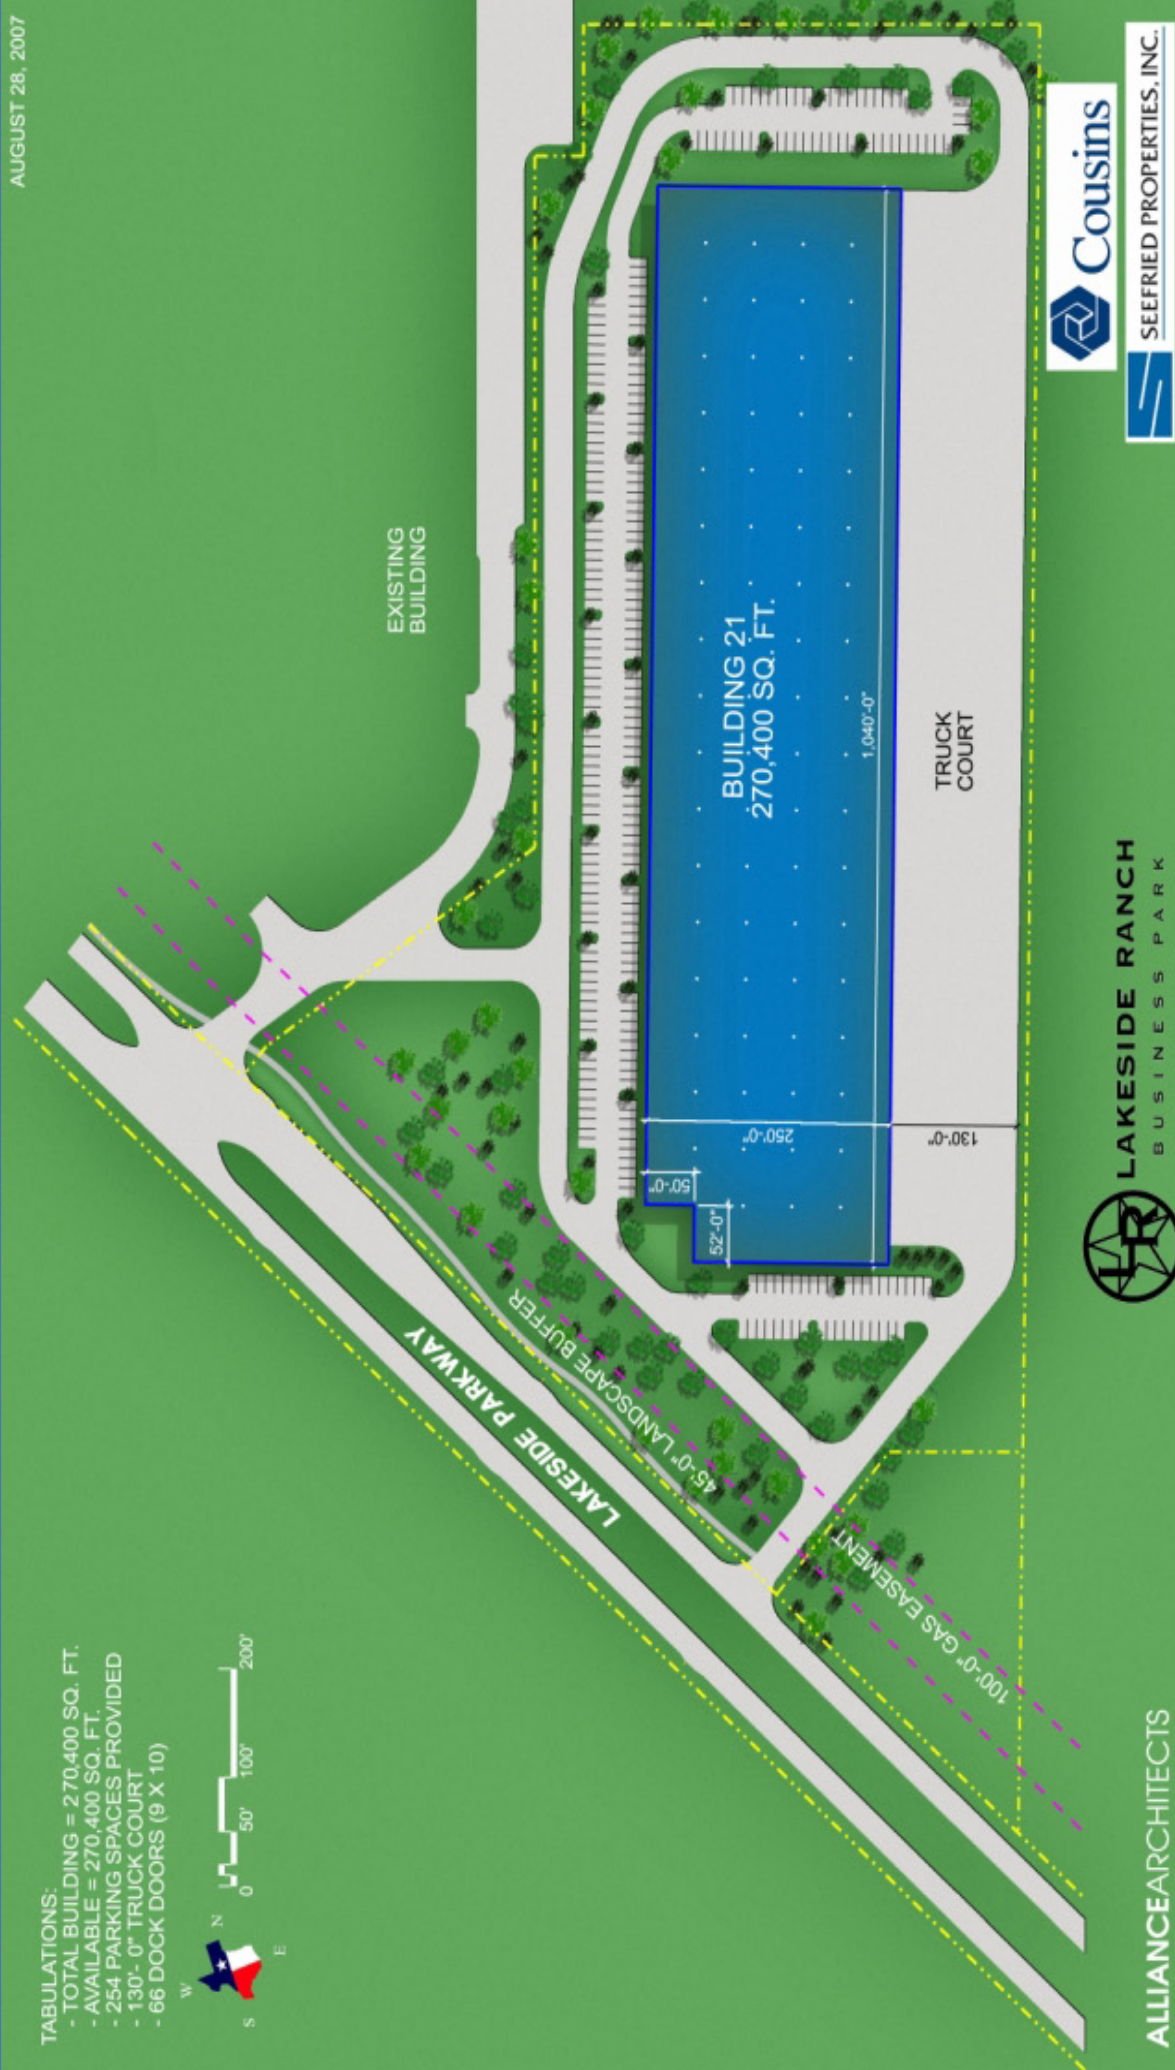 AUGUST 28, 2007
TABULATIONS:
- TOTAL BUILDING = 270,400 SQ. FT.
- AVAILABLE = 270,400 SQ. FT.
- 254 PARKING SPACES PROVIDED
- 130'- 0" TRUCK COURT
- 66 DOCK DOORS (9 X 10)
W
N
S
E
0
50'
100'
200'
EXISTING
BUILDING
LAKESIDE PARKWAY
45'-0" LANDSCAPE BUFFER
100'-0" GAS EASEMENT
BUILDING 21
270,400 SQ. FT.
50'-0"
52'-0"
250'-0"
1,040'-0"
130'-0"
TRUCK
COURT
ALLIANCEARCHITECTS
LR
LAKESIDE RANCH
BUSINESS PARK
Cousins
SEEFRIED PROPERTIES, INC.